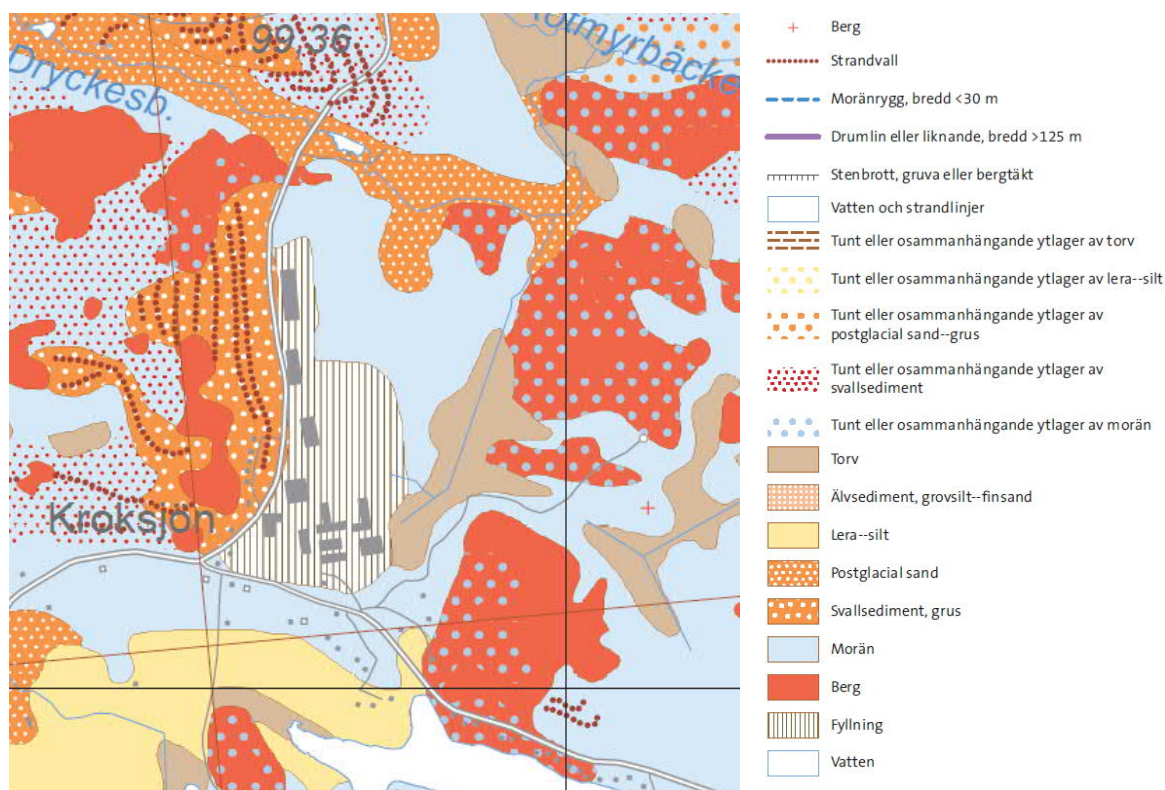 99,36
Kotmyrbäcke
Dryckesb.
Kroksjön
Berg
Strandvall
Moränrygg, bredd <30 m
Drumlin eller liknande, bredd >125 m
Stenbrott, gruva eller bergtäkt
Vatten och strandlinjer
Tunt eller osammanhängande ytlager av torv
Tunt eller osammanhängande ytlager av lera--silt
Tunt eller osammanhängande ytlager av
postglacial sand--grus
Tunt eller osammanhängande ytlager av
svallsediment
Tunt eller osammanhängande ytlager av morän
Torv
Älvsediment, grovsilt--finsand
Lera--silt
Postglacial sand
Svallsediment, grus
Morän
Berg
Fyllning
Vatten